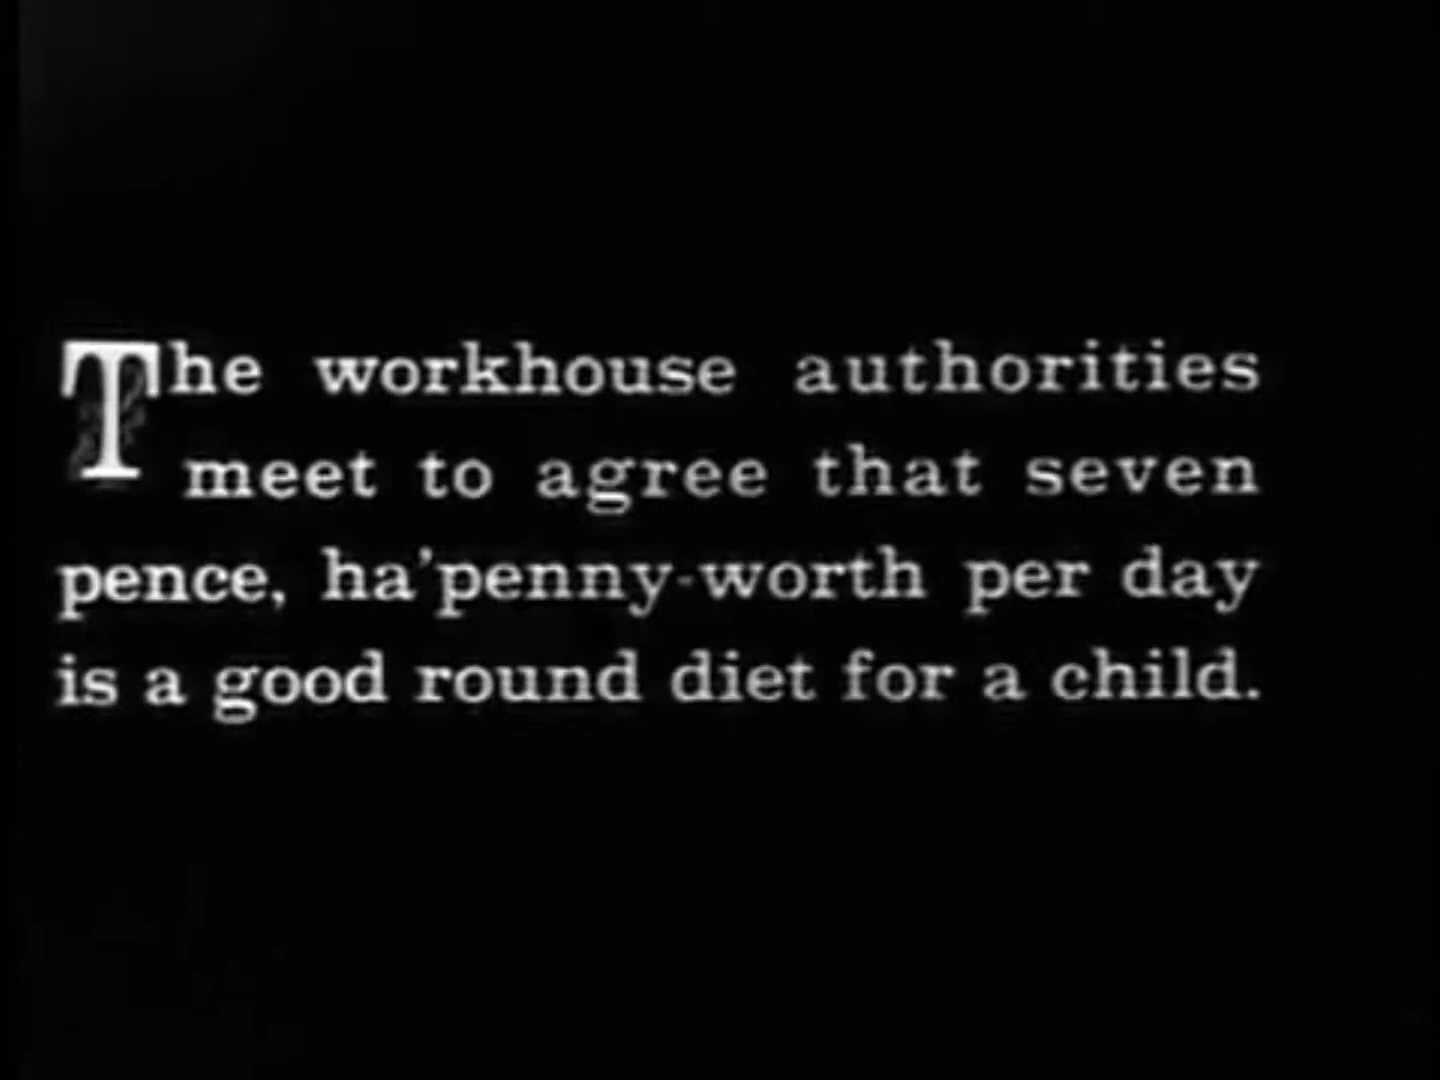 The workhouse authorities
meet to agree that seven
pence, ha'penny-worth per day
is a good round diet for a child.